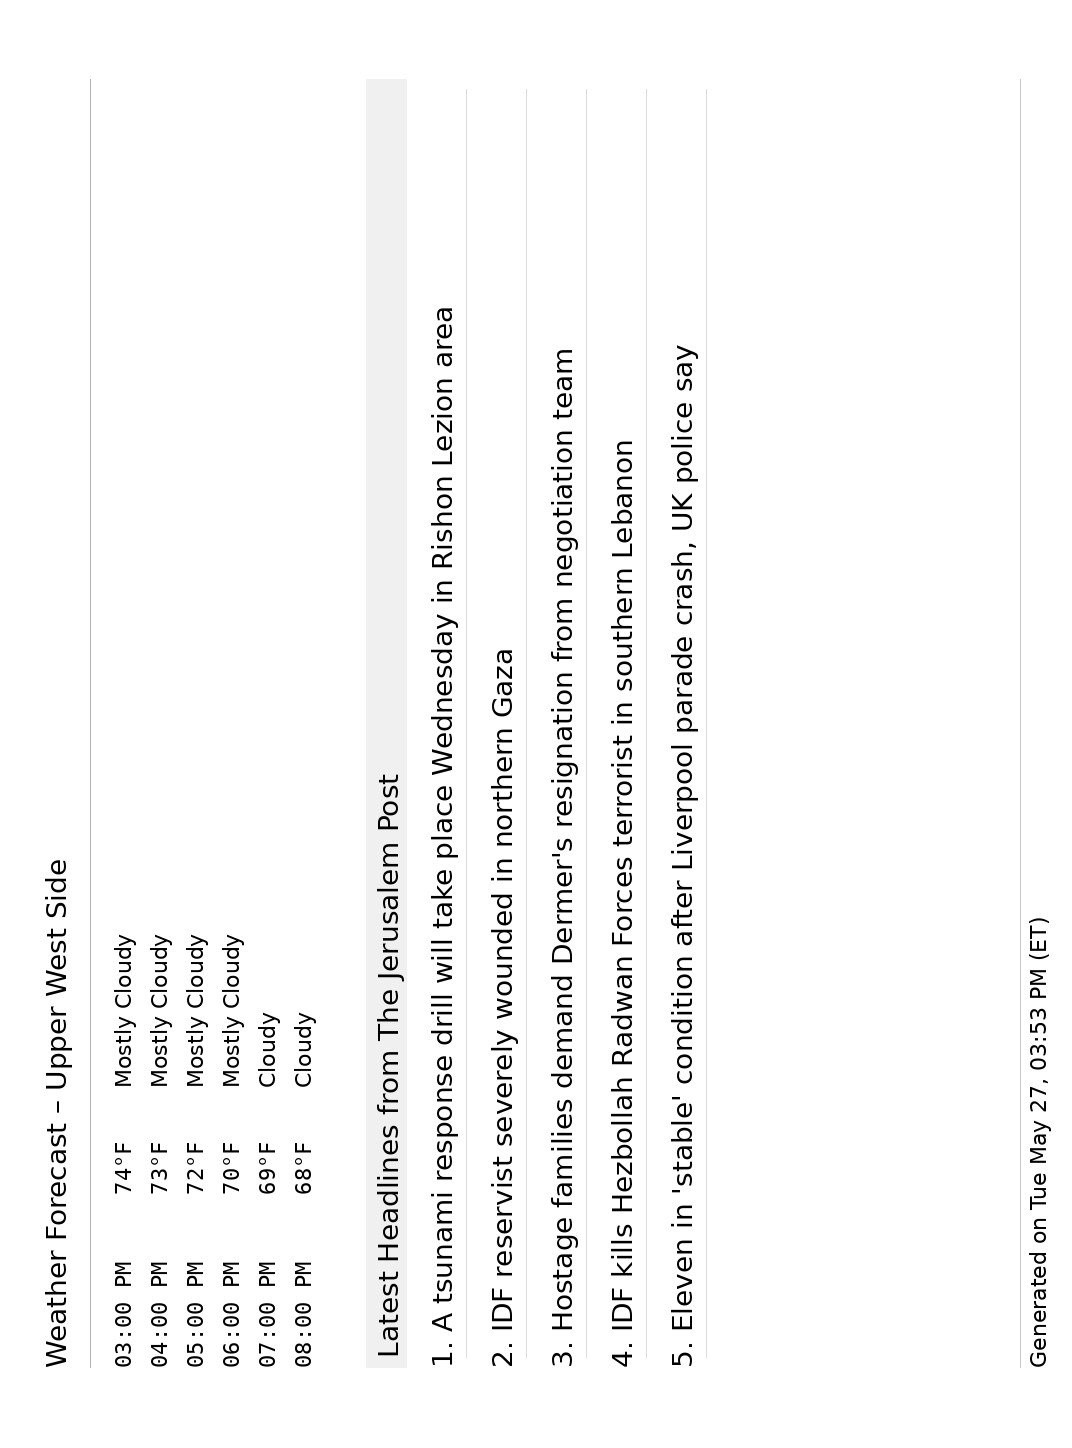 Weather Forecast – Upper West Side
03:00 PM 74°F Mostly Cloudy
04:00 PM 73°F Mostly Cloudy
05:00 PM 72°F Mostly Cloudy
06:00 PM 70°F Mostly Cloudy
07:00 PM 69°F Cloudy
08:00 PM 68°F Cloudy
Latest Headlines from The Jerusalem Post
1. A tsunami response drill will take place Wednesday in Rishon Lezion area
2. IDF reservist severely wounded in northern Gaza
3. Hostage families demand Dermer's resignation from negotiation team
4. IDF kills Hezbollah Radwan Forces terrorist in southern Lebanon
5. Eleven in 'stable' condition after Liverpool parade crash, UK police say
Generated on Tue May 27, 03:53 PM (ET)